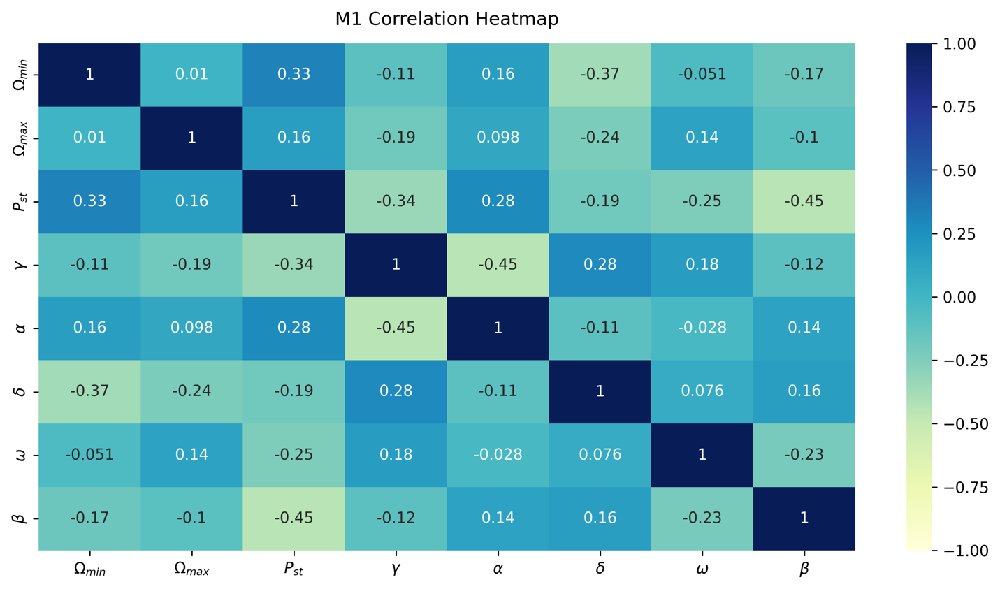 M1 Correlation Heatmap
Ω_min 1 0.01 0.33 -0.11 0.16 -0.37 -0.051 -0.17
Ω_max 0.01 1 0.16 -0.19 0.098 -0.24 0.14 -0.1
P_st 0.33 0.16 1 -0.34 0.28 -0.19 -0.25 -0.45
γ -0.11 -0.19 -0.34 1 -0.45 0.28 0.18 -0.12
α 0.16 0.098 0.28 -0.45 1 -0.11 -0.028 0.14
δ -0.37 -0.24 -0.19 0.28 -0.11 1 0.076 0.16
ω -0.051 0.14 -0.25 0.18 -0.028 0.076 1 -0.23
β -0.17 -0.1 -0.45 -0.12 0.14 0.16 -0.23 1
Ω_min Ω_max P_st γ α δ ω β
1.00
0.75
0.50
0.25
0.00
−0.25
−0.50
−0.75
−1.00